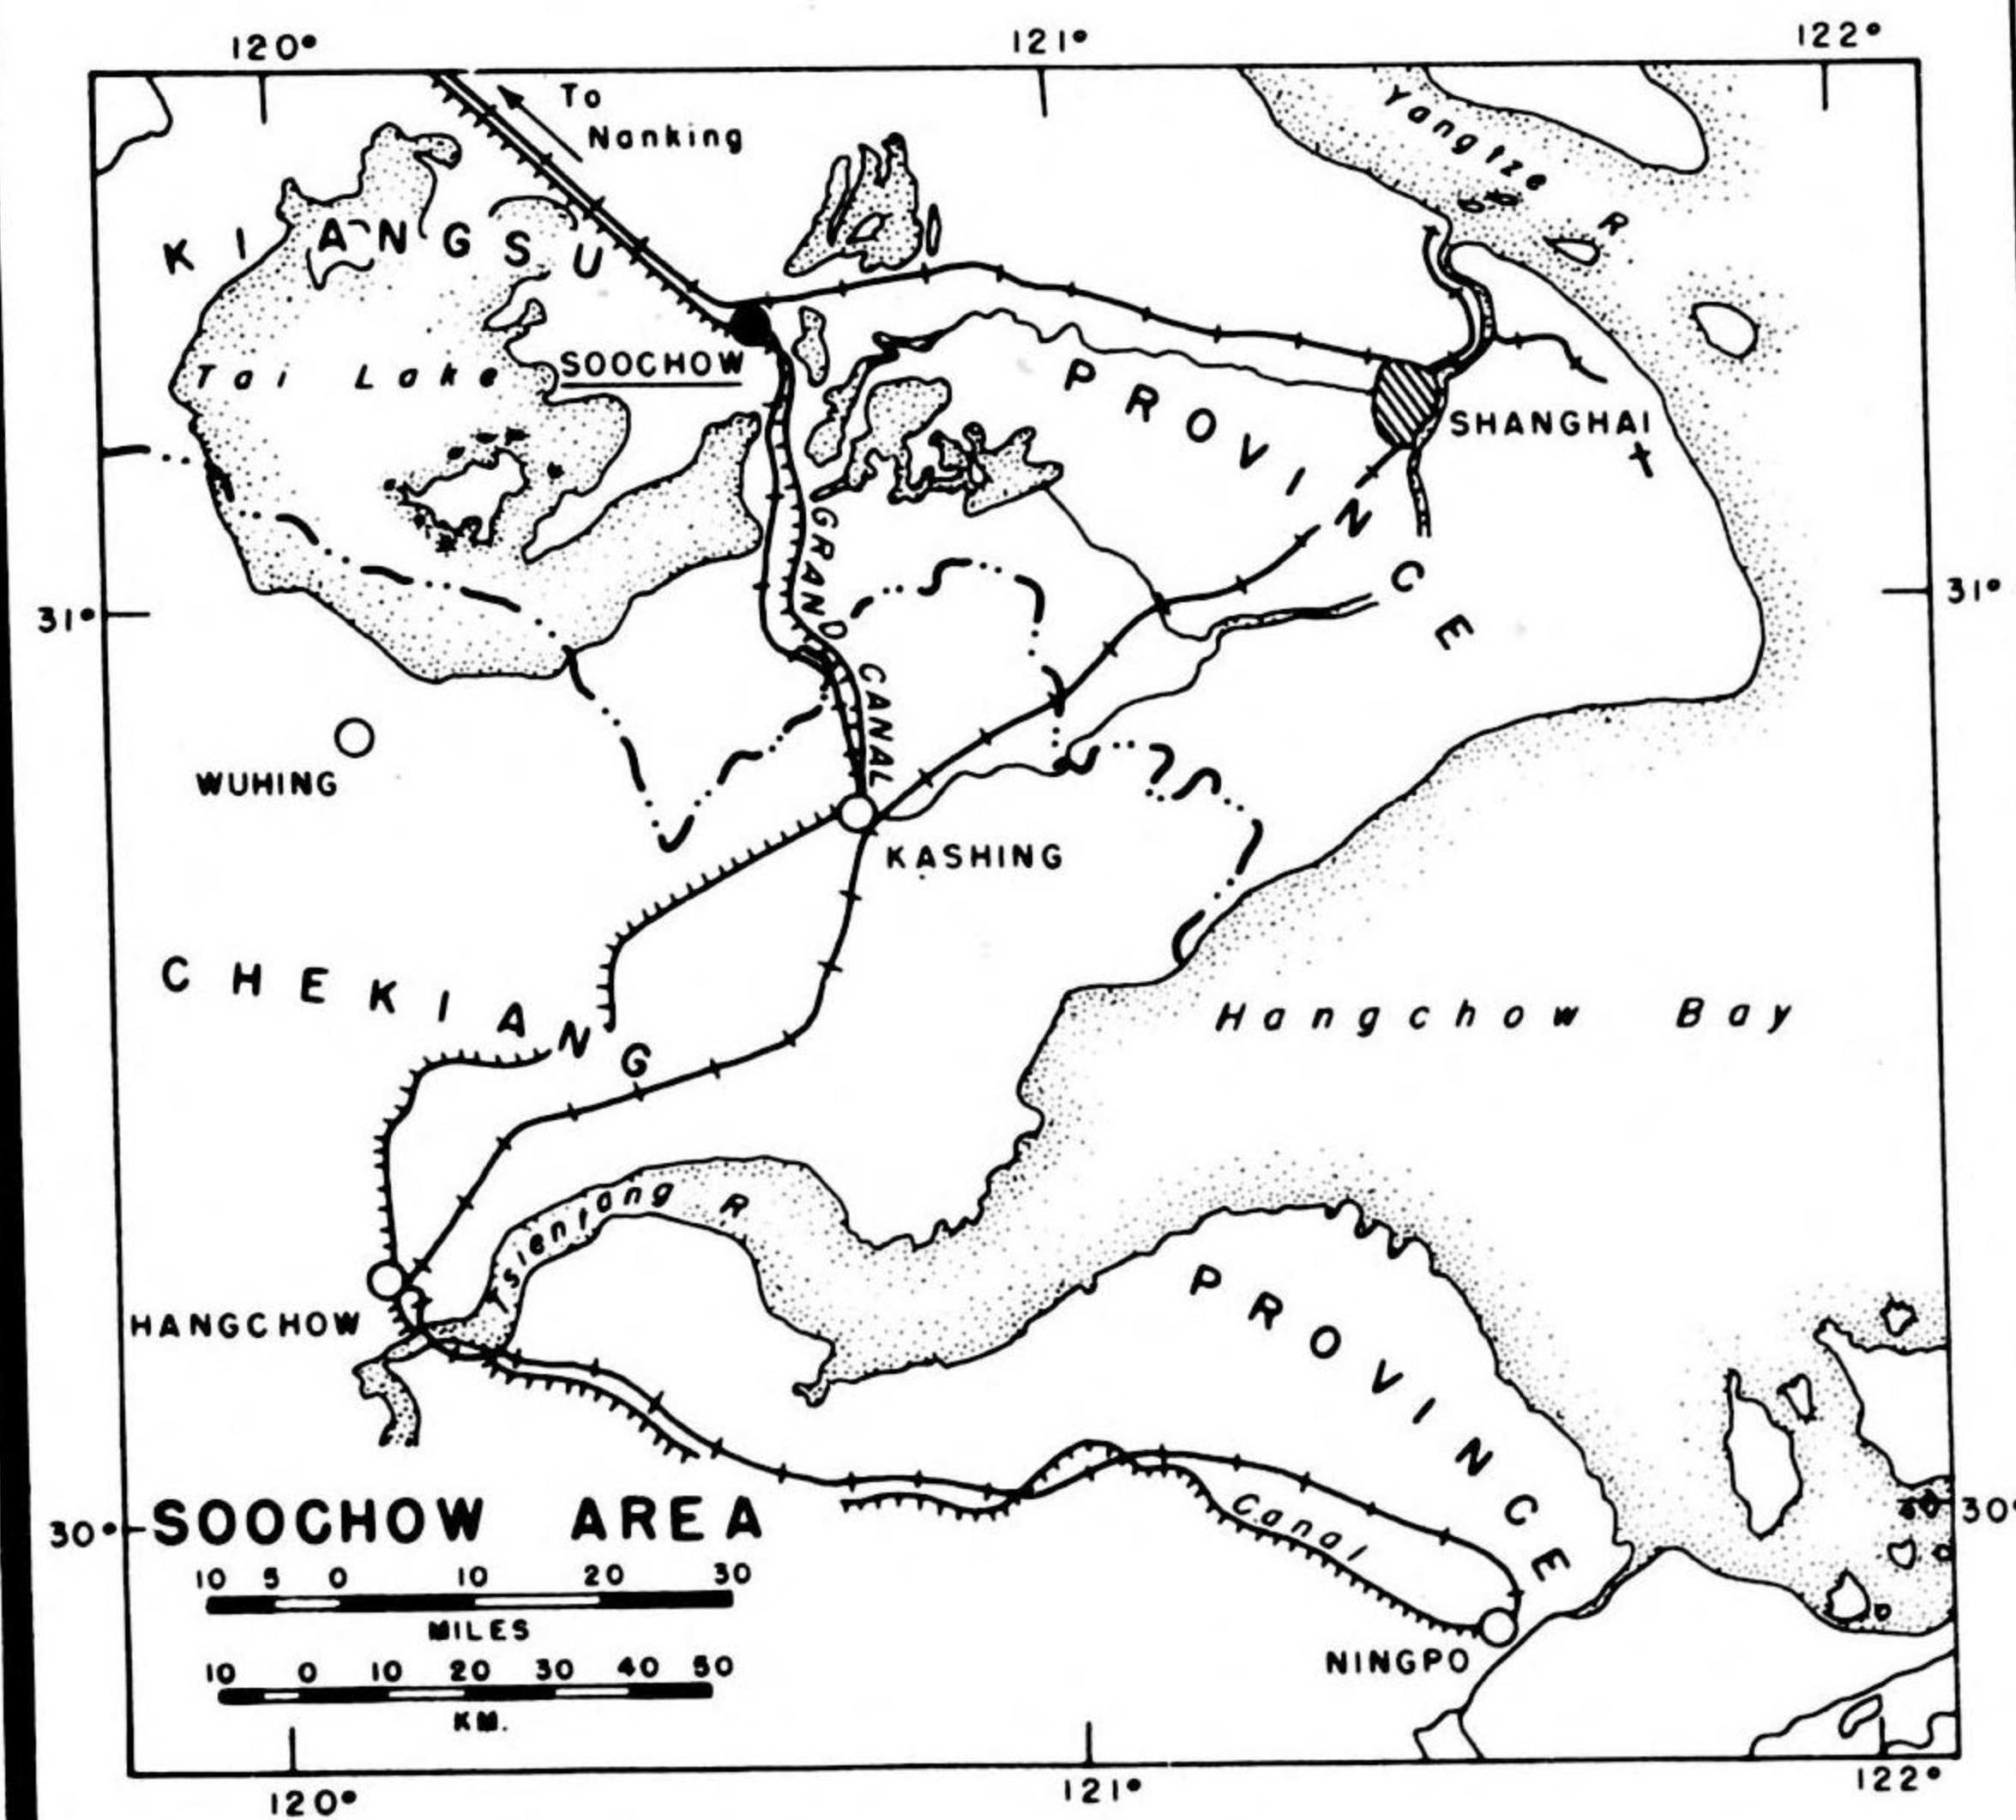 120° 121° 122°
To
Nanking
Yangtze R
KIANGSU
Tai Lake
SOOCHOW
PROVINCE
SHANGHAI
GRAND CANAL
31° 31°
WUHING
KASHING
CHEKIANG
Hangchow Bay
Tsientang R
HANGCHOW
PROVINCE
Canal
NINGPO
30° 30°
SOOCHOW AREA
10 5 0 10 20 30
MILES
10 0 10 20 30 40 50
KM.
120° 121° 122°